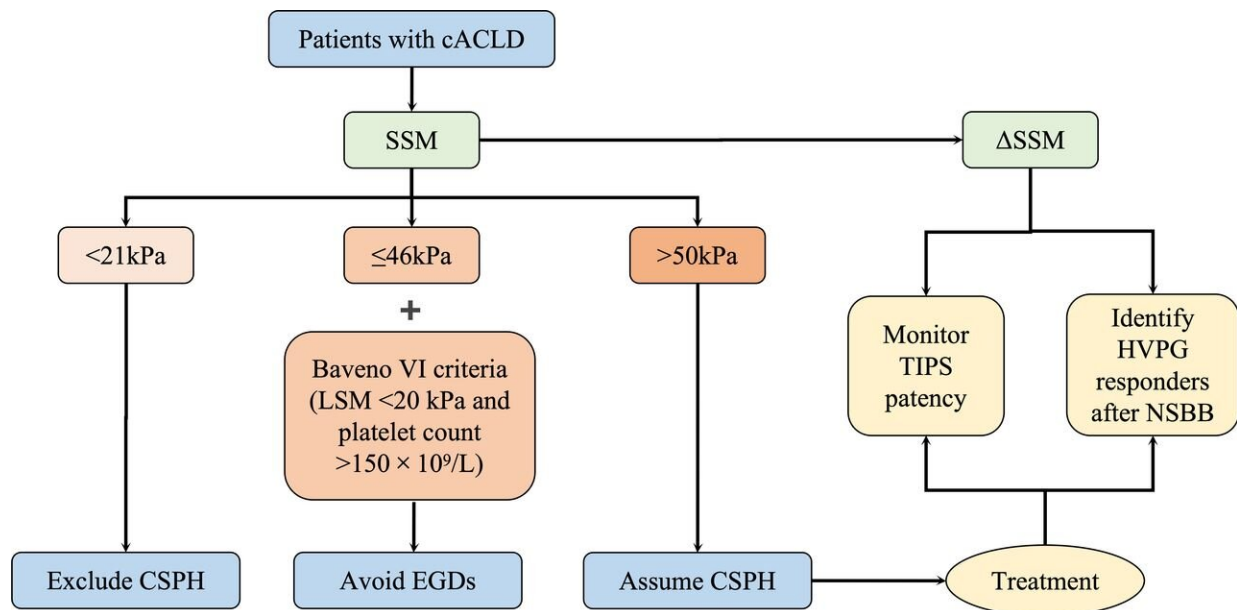 Patients with cACLD
SSM
ΔSSM
<21kPa
≤46kPa
>50kPa
+
Baveno VI criteria
(LSM <20 kPa and
platelet count
>150 × 10⁹/L)
Monitor
TIPS
patency
Identify
HVPG
responders
after NSBB
Exclude CSPH
Avoid EGDs
Assume CSPH
Treatment